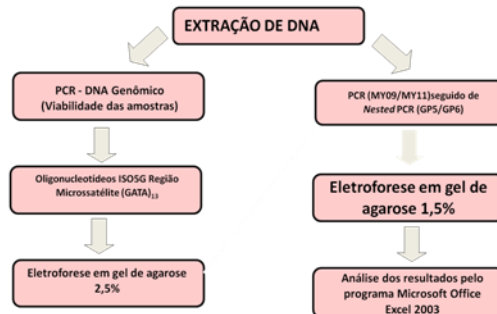 EXTRAÇÃO DE DNA
PCR - DNA Genômico
(Viabilidade das amostras)
Oligonucleotídeos ISO5G Região
Microssatélite (GATA)13
Eletroforese em gel de agarose
2,5%
PCR (MY09/MY11)seguido de
Nested PCR (GP5/GP6)
Eletroforese em gel de
agarose 1,5%
Análise dos resultados pelo
programa Microsoft Office
Excel 2003